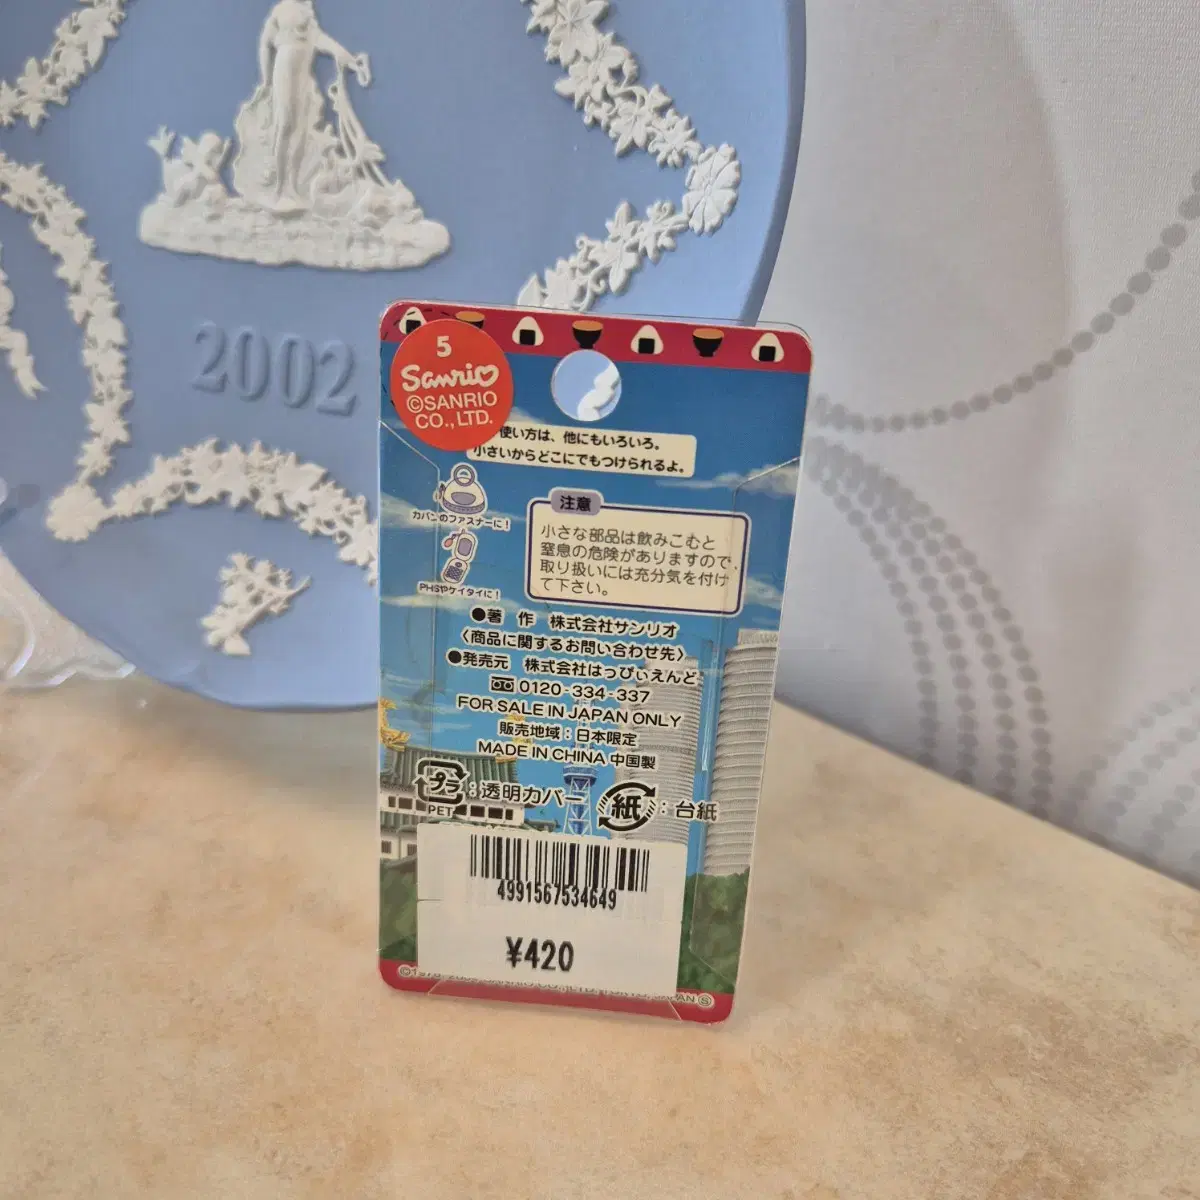 2002
5
Sanrio
©SANRIO
CO., LTD.
使い方は、他にもいろいろ。
小さいからどこにでもつけられるよ。
カバンのファスナーに!
PHSやケイタイに!
注意
小さな部品は飲みこむと
窒息の危険がありますので、
取り扱いには充分気を付け
て下さい。
●著 作 株式会社サンリオ
〈商品に関するお問い合わせ先〉
●発売元 株式会社はっぴぃえんど
0120-334-337
FOR SALE IN JAPAN ONLY
販売地域:日本限定
MADE IN CHINA 中国製
プラ:透明カバー 紙:台紙
PET
4991567534649
¥420